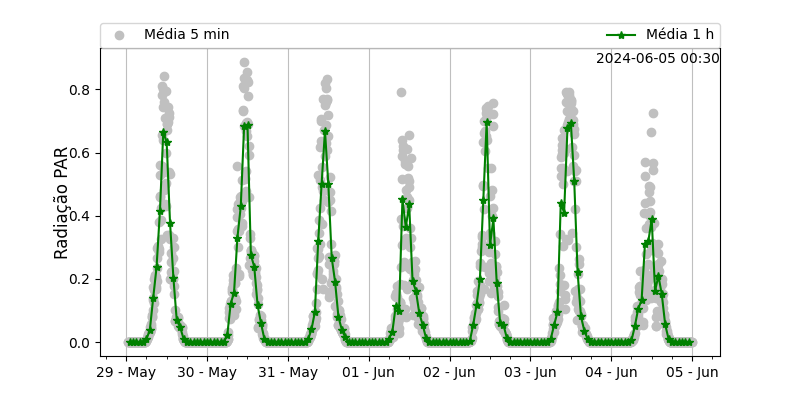 Média 5 min
Média 1 h
2024-06-05 00:30
Radiação PAR
0.8
0.6
0.4
0.2
0.0
29 - May
30 - May
31 - May
01 - Jun
02 - Jun
03 - Jun
04 - Jun
05 - Jun